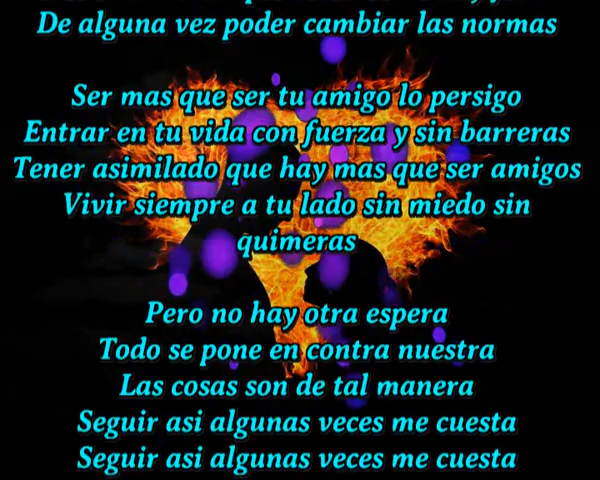 De alguna vez poder cambiar las normas
Ser mas que ser tu amigo lo persigo
Entrar en tu vida con fuerza y sin barreras
Tener asimilado que hay mas que ser amigos
Vivir siempre a tu lado sin miedo sin
quimeras
Pero no hay otra espera
Todo se pone en contra nuestra
Las cosas son de tal manera
Seguir asi algunas veces me cuesta
Seguir asi algunas veces me cuesta